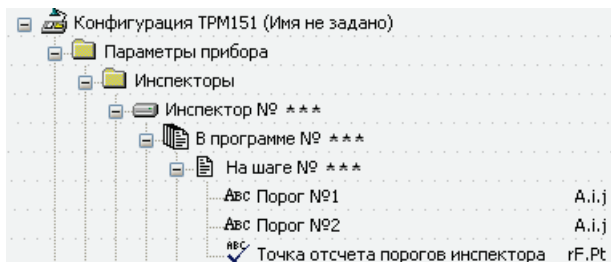 Конфигурация ТРМ151 (Имя не задано)
Параметры прибора
Инспекторы
Инспектор № ***
В программе № ***
На шаге № ***
Авс Порог №1 A.i.j
Авс Порог №2 A.i.j
АВС Точка отсчета порогов инспектора rF.Pt